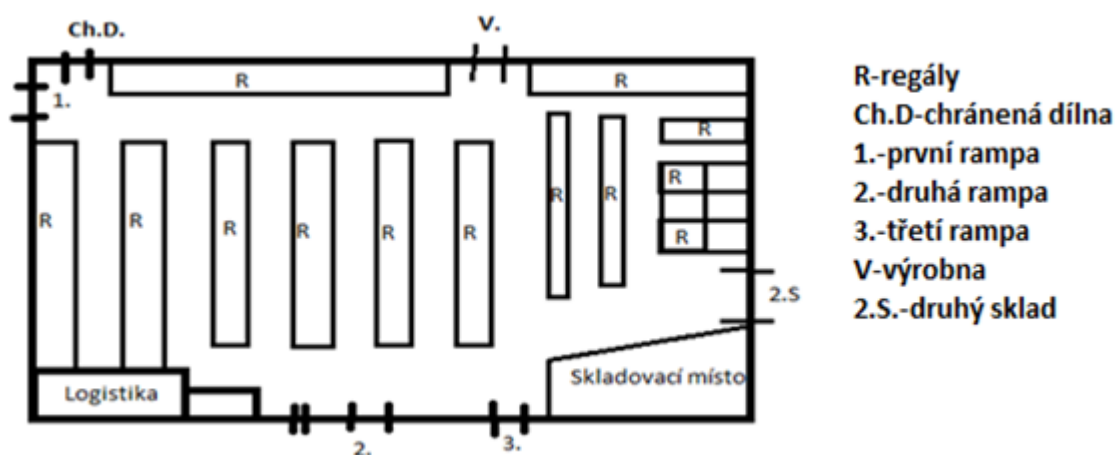 Ch.D.
V.
R
R
1.
R
R
R
R
R
R
R
R
R
R
R
R-regály
Ch.D-chránená dílna
1.-první rampa
2.-druhá rampa
3.-třetí rampa
V-výrobna
2.S.-druhý sklad
2.S
Logistika
Skladovací místo
2.
3.